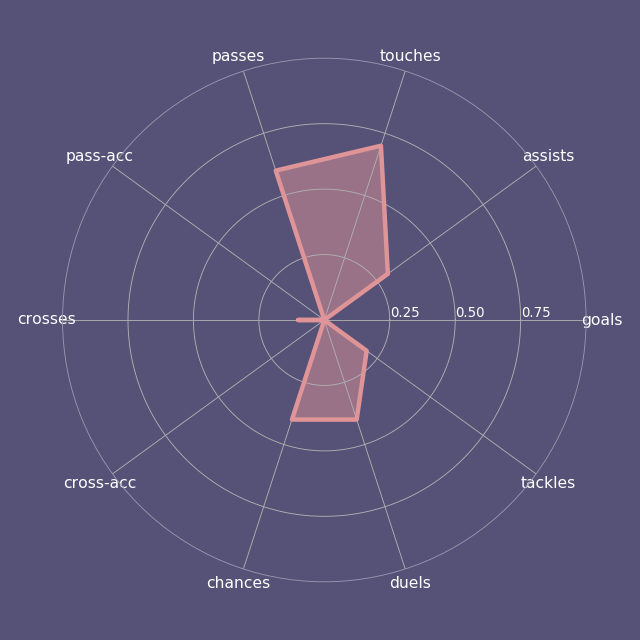 passes
touches
pass-acc
assists
crosses
0.25
0.50
0.75
goals
cross-acc
tackles
chances
duels